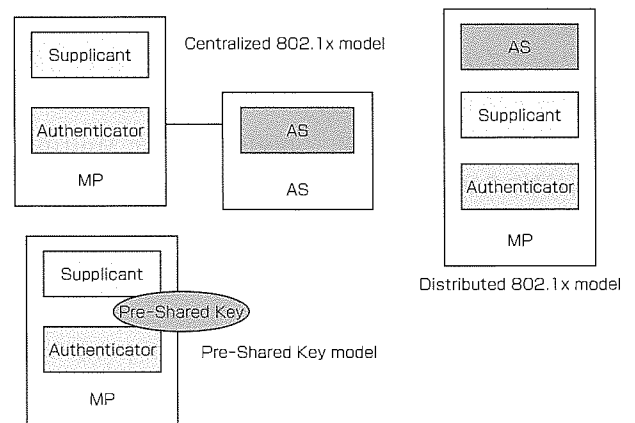 Supplicant
Centralized 802.1x model
Authenticator
MP
AS
AS
AS
Supplicant
Authenticator
MP
Distributed 802.1x model
Supplicant
Pre-Shared Key
Authenticator
Pre-Shared Key model
MP